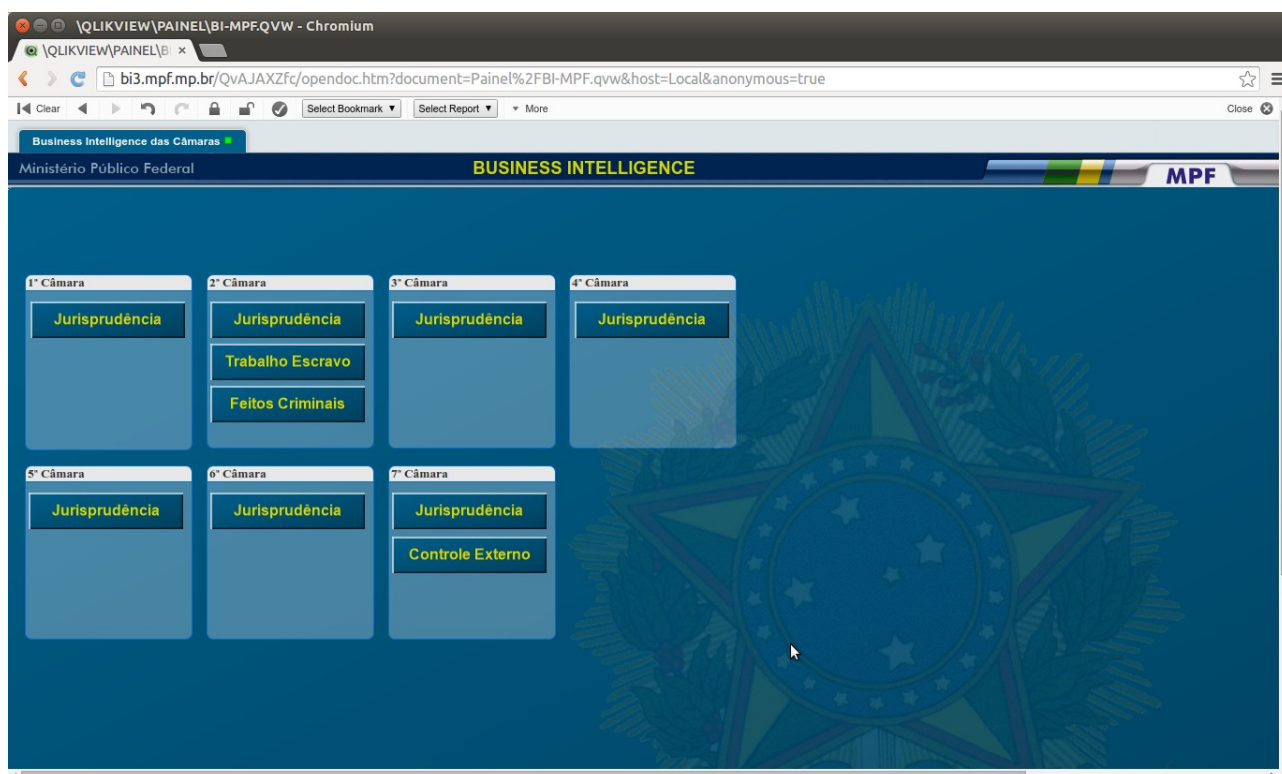 \QLIKVIEW\PAINEL\BI-MPF.QVW - Chromium
\QLIKVIEW\PAINEL\B
bi3.mpf.mp.br/QvAJAXZfc/opendoc.htm?document=Painel%2FBI-MPF.qvw&host=Local&anonymous=true
Clear Select Bookmark Select Report More Close
Business Intelligence das Câmaras
Ministério Público Federal BUSINESS INTELLIGENCE MPF
1ª Câmara 2ª Câmara 3ª Câmara 4ª Câmara
Jurisprudência Jurisprudência Jurisprudência Jurisprudência
Trabalho Escravo
Feitos Criminais
5ª Câmara 6ª Câmara 7ª Câmara
Jurisprudência Jurisprudência Jurisprudência
Controle Externo